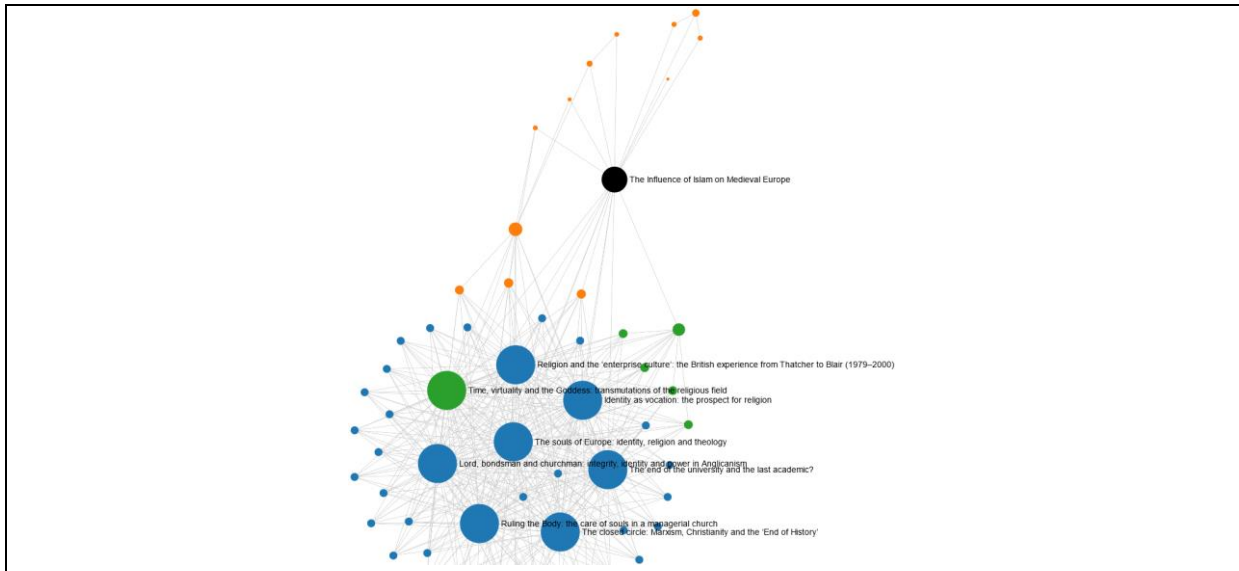 The Influence of Islam on Medieval Europe
Religion and the 'enterprise culture': the British experience from Thatcher to Blair (1979–2000)
Time, virtuality and the Goddess: transmutations of the religious field
Identity as vocation: the prospect for religion
The souls of Europe: identity, religion and theology
Lord, bondsman and churchman: integrity, identity and power in Anglicanism
The end of the university and the last academic?
Ruling the Body: the care of souls in a managerial church
The closed circle: Marxism, Christianity and the 'End of History'